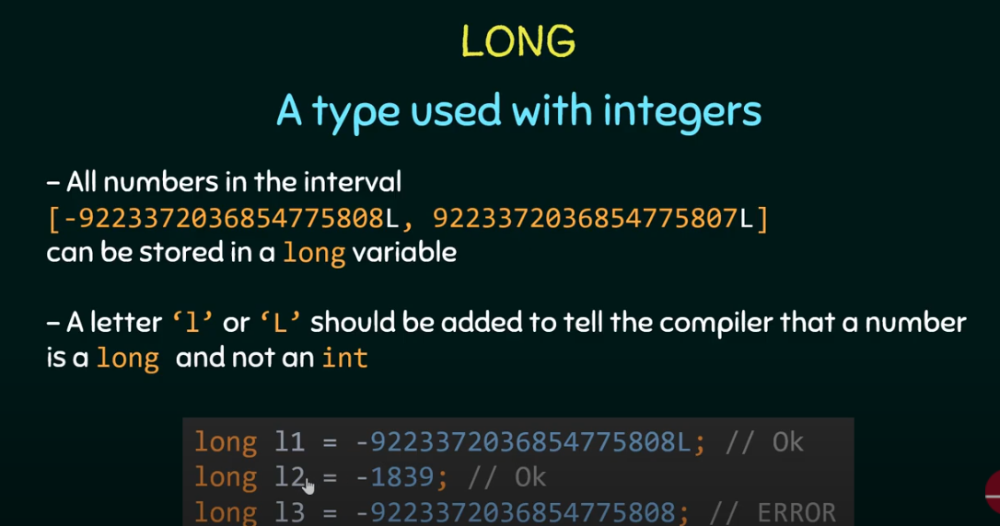 LONG
A type used with integers
– All numbers in the interval
[-9223372036854775808L, 9223372036854775807L]
can be stored in a long variable
– A letter ‘l’ or ‘L’ should be added to tell the compiler that a number
is a long and not an int
long l1 = -9223372036854775808L; // Ok
long l2 = -1839; // Ok
long l3 = -9223372036854775808; // ERROR